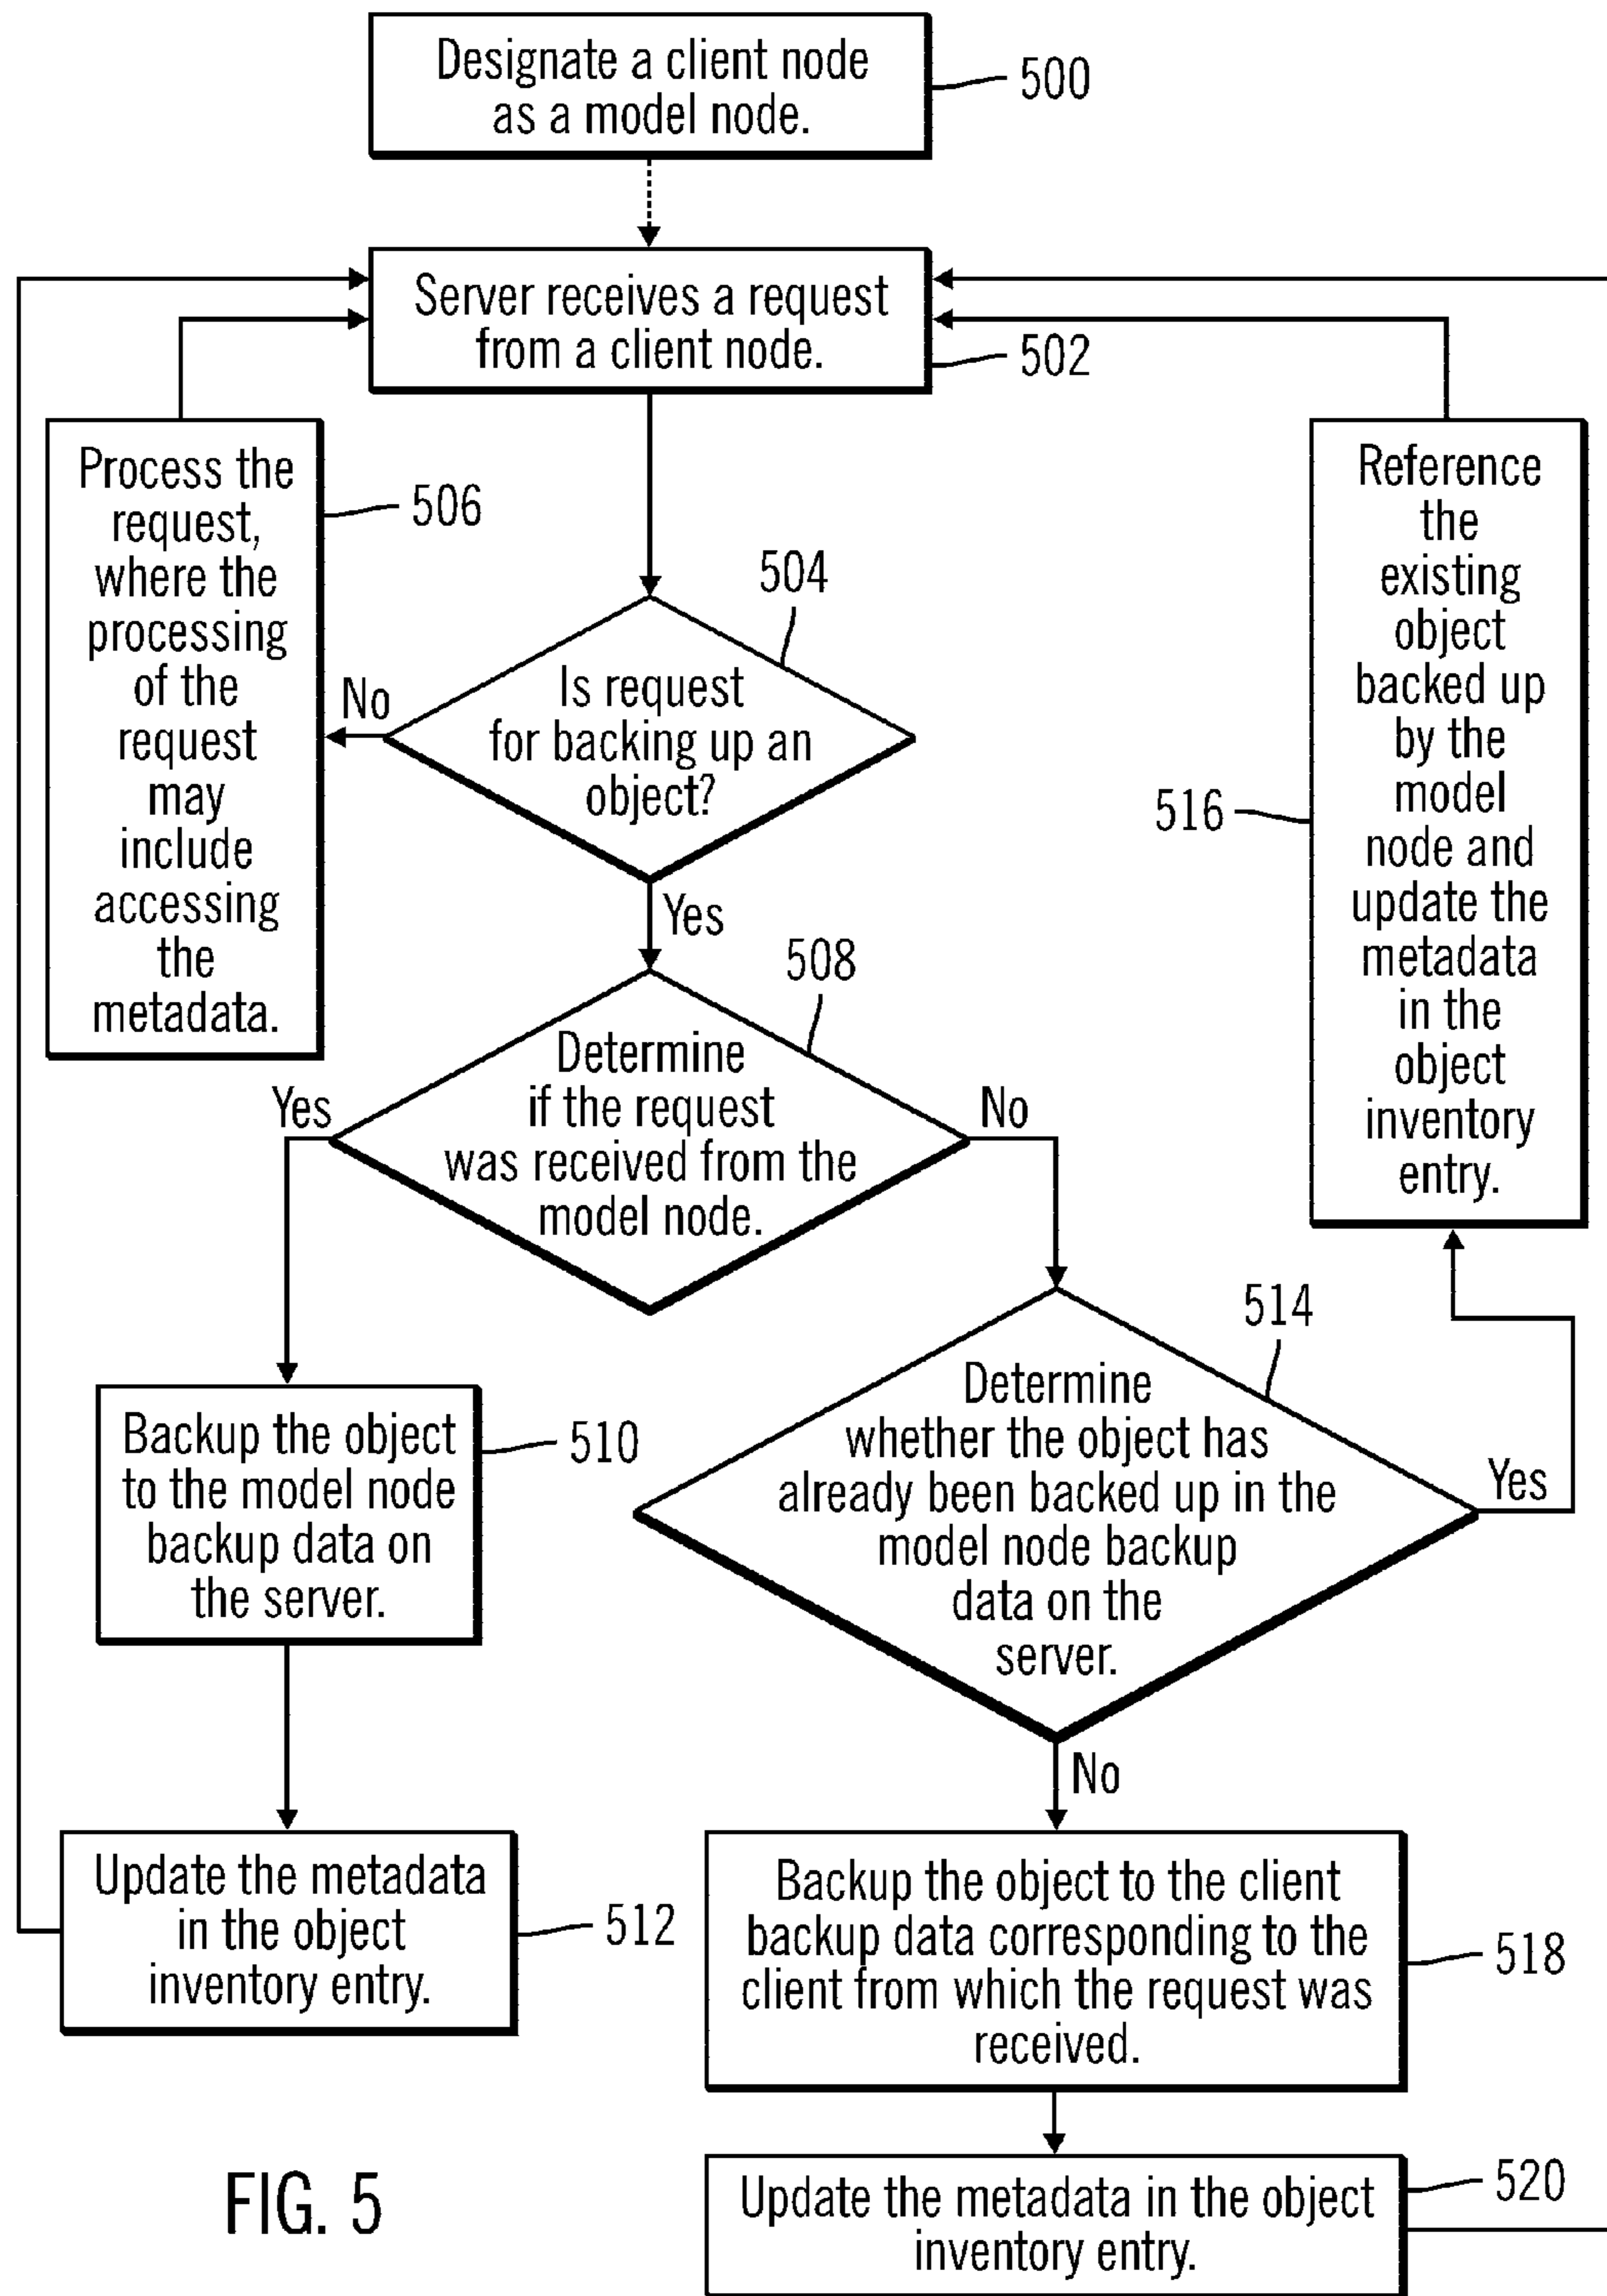 Designate a client node
as a model node.
500
Server receives a request
from a client node.
502
Process the
request,
where the
processing
of the
request
may
include
accessing
the
metadata.
506
504
Is request
for backing up an
object?
No
Yes
Reference
the
existing
object
backed up
by the
model
node and
update the
metadata
in the
object
inventory
entry.
516
508
Determine
if the request
was received from the
model node.
Yes
No
514
Determine
whether the object has
already been backed up in the
model node backup
data on the
server.
Yes
No
Backup the object
to the model node
backup data on
the server.
510
Update the metadata
in the object
inventory entry.
512
Backup the object to the client
backup data corresponding to the
client from which the request was
received.
518
Update the metadata in the object
inventory entry.
520
FIG. 5